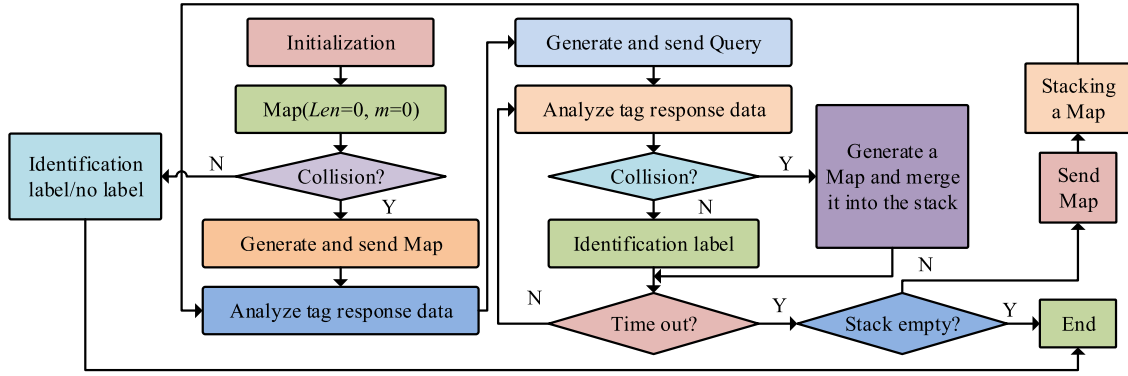 Initialization
Map(Len=0, m=0)
Collision?
N
Y
Identification
label/no label
Generate and send Map
Analyze tag response data
Generate and send Query
Analyze tag response data
Collision?
Y
N
Identification label
Generate a
Map and merge
it into the stack
Time out?
N
Y
Stack empty?
N
Y
Send
Map
Stacking
a Map
End